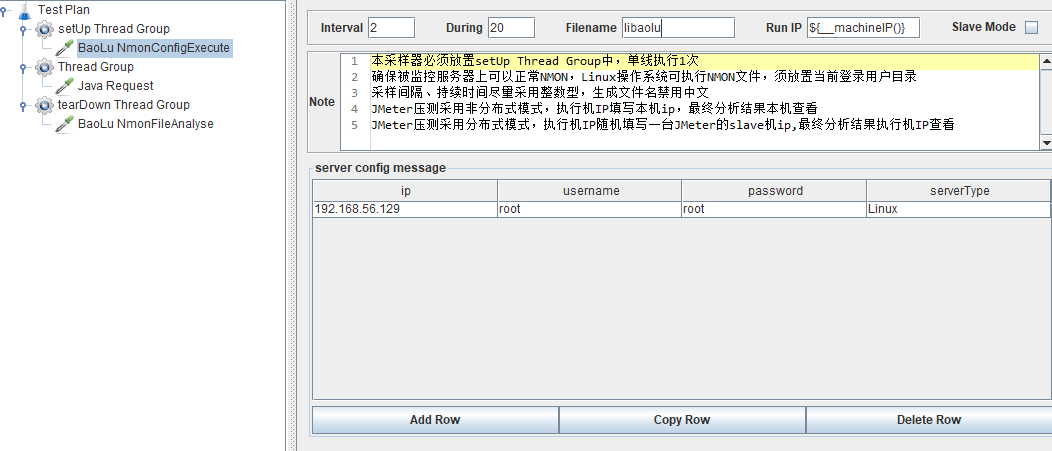 Test Plan
setUp Thread Group
BaoLu NmonConfigExecute
Thread Group
Java Request
tearDown Thread Group
BaoLu NmonFileAnalyse
Interval 2 During 20 Filename libaolu Run IP ${__machineIP()} Slave Mode
Note
1 本采样器必须放置setUp Thread Group中，单线执行1次
2 确保被监控服务器上可以正常NMON，Linux操作系统可执行NMON文件，须放置当前登录用户目录
3 采样间隔、持续时间尽量采用整数型，生成文件名禁用中文
4 JMeter压测采用非分布式模式，执行机IP填写本机ip，最终分析结果本机查看
5 JMeter压测采用分布式模式，执行机IP随机填写一台JMeter的slave机ip,最终分析结果执行机IP查看
server config message
ip username password serverType
192.168.56.129 root root Linux
Add Row Copy Row Delete Row